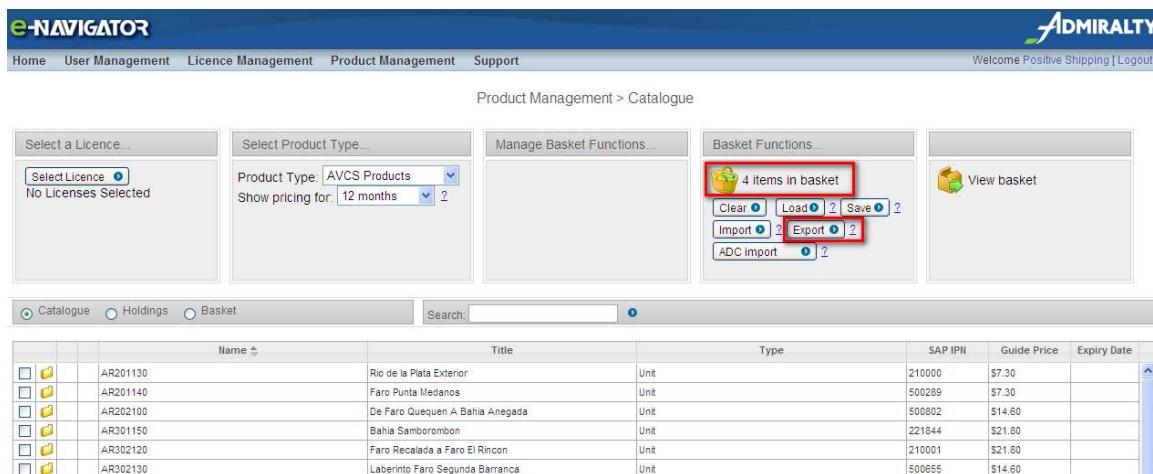 e-NAVIGATOR ADMIRALTY
Home User Management Licence Management Product Management Support Welcome Positive Shipping [ Logout
Product Management > Catalogue
Select a Licence... Select Product Type... Manage Basket Functions... Basket Functions...
Select Licence Product Type: AVCS Products 4 items in basket View basket
No Licenses Selected Show pricing for: 12 months ?
Clear Load ? Save ?
Import ? Export ?
ADC import ?
Catalogue Holdings Basket Search:
Name Title Type SAP IPN Guide Price Expiry Date
AR201130 Rio de la Plata Exterior Unit 210000 $7.30
AR201140 Faro Punta Medanos Unit 500289 $7.30
AR202100 De Faro Quequen A Bahia Anegada Unit 500802 $14.60
AR301150 Bahia Samborombon Unit 221844 $21.80
AR302120 Faro Recalada a Faro El Rincon Unit 210001 $21.80
AR302130 Laberinto Faro Segunda Barranca Unit 500655 $14.60